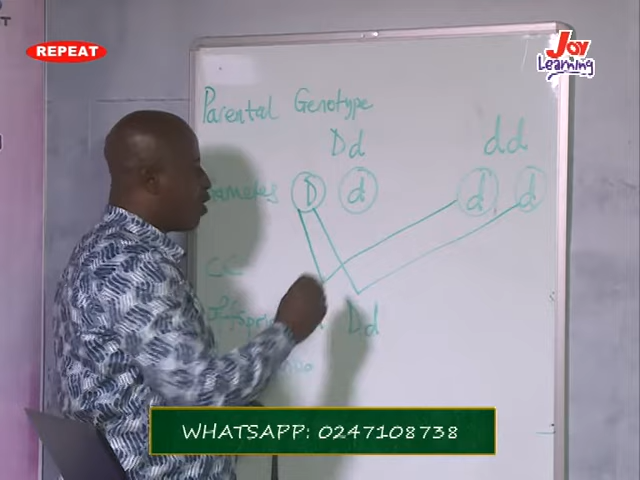 REPEAT
Joy
Learning
Parental Genotype
Dd dd
Gametes D d d d
Dd
WHATSAPP: 0247108738